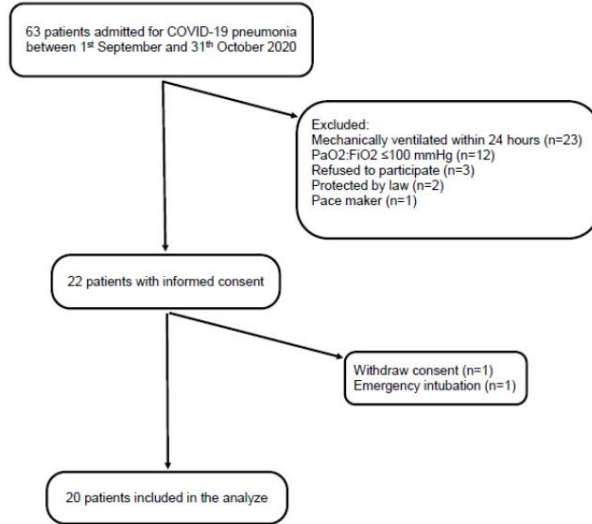 63 patients admitted for COVID-19 pneumonia
between 1st September and 31th October 2020
Excluded:
Mechanically ventilated within 24 hours (n=23)
PaO2:FiO2 ≤100 mmHg (n=12)
Refused to participate (n=3)
Protected by law (n=2)
Pace maker (n=1)
22 patients with informed consent
Withdraw consent (n=1)
Emergency intubation (n=1)
20 patients included in the analyze